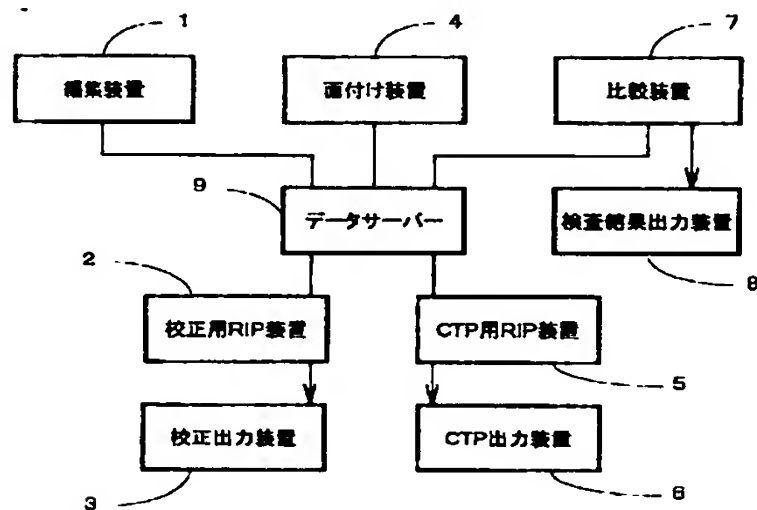 1
4
7
編集装置
面付け装置
比較装置
9
データサーバー
検査結果出力装置
2
8
校正用RIP装置
CTP用RIP装置
5
校正出力装置
CTP出力装置
3
6